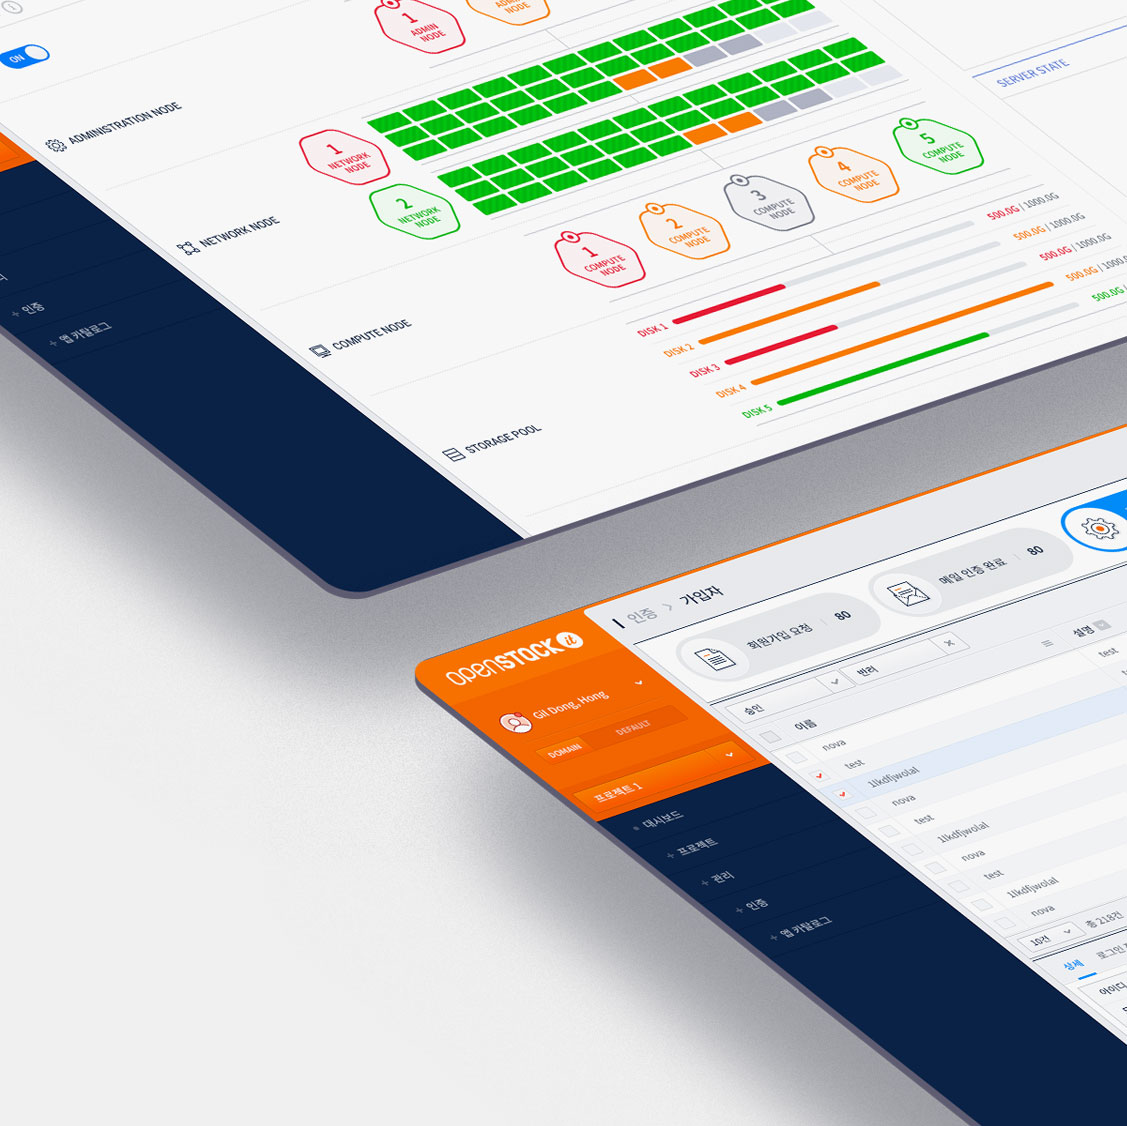 ON
ADMINISTRATION NODE
1
ADMIN
NODE
ADMIN
NODE
1
NETWORK
NODE
2
NETWORK
NODE
NETWORK NODE
1
COMPUTE
NODE
2
COMPUTE
NODE
3
COMPUTE
NODE
4
COMPUTE
NODE
5
COMPUTE
NODE
COMPUTE NODE
DISK 1
500.0G / 1000.0G
DISK 2
500.0G / 1000.0G
DISK 3
500.0G / 1000.0G
DISK 4
500.0G / 1000.0
DISK 5
500.0G /
STORAGE POOL
SERVER STATE
+ 인증
+ 앱 카탈로그
openstack it
Gil Dong, Hong
DOMAIN
DEFAULT
프로젝트 1
대시보드
+ 프로젝트
+ 관리
+ 인증
+ 앱 카탈로그
인증 > 가입자
회원가입 요청 | 80
메일 인증 완료 | 80
승인
반려
이름
설명
nova
test
test
1lkdfjwolal
nova
test
1lkdfjwolal
nova
test
1lkdfjwolal
nova
10건
총 218건
상세
로그인
아이디